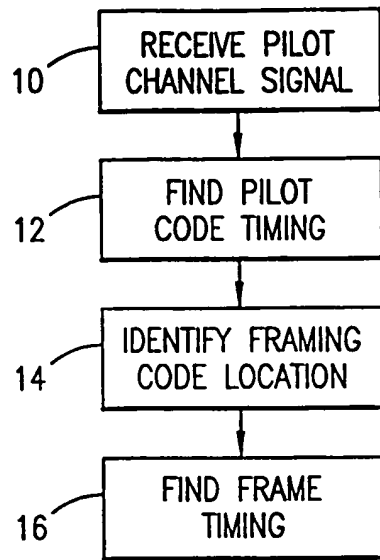 10
RECEIVE PILOT
CHANNEL SIGNAL
12
FIND PILOT
CODE TIMING
14
IDENTIFY FRAMING
CODE LOCATION
16
FIND FRAME
TIMING